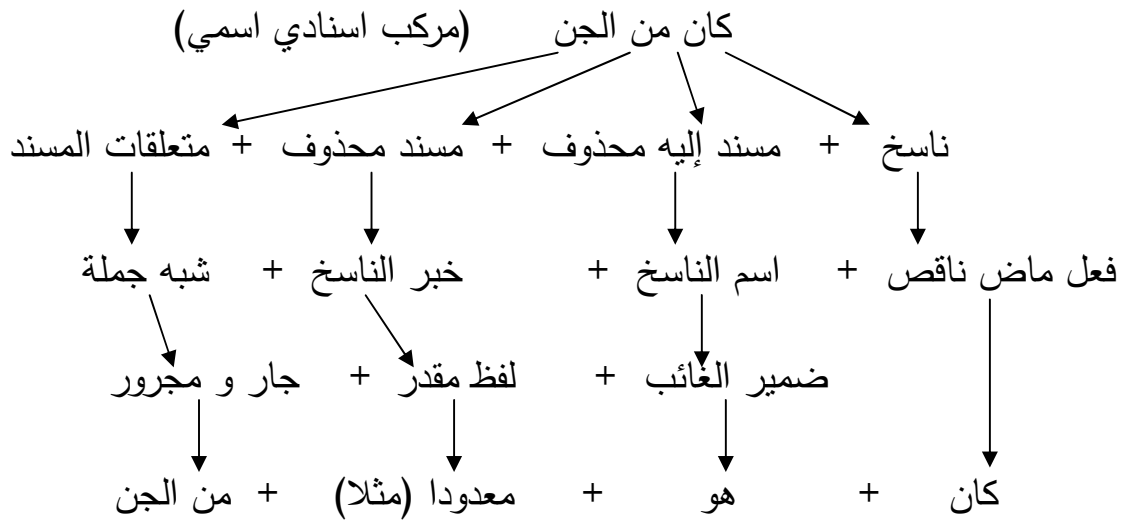 كان من الجن (مركب اسنادي اسمي)
ناسخ + مسند إليه محذوف + مسند محذوف + متعلقات المسند
فعل ماض ناقص + اسم الناسخ + خبر الناسخ + شبه جملة
ضمير الغائب + لفظ مقدر + جار و مجرور
كان + هو + معدودا (مثلا) + من الجن